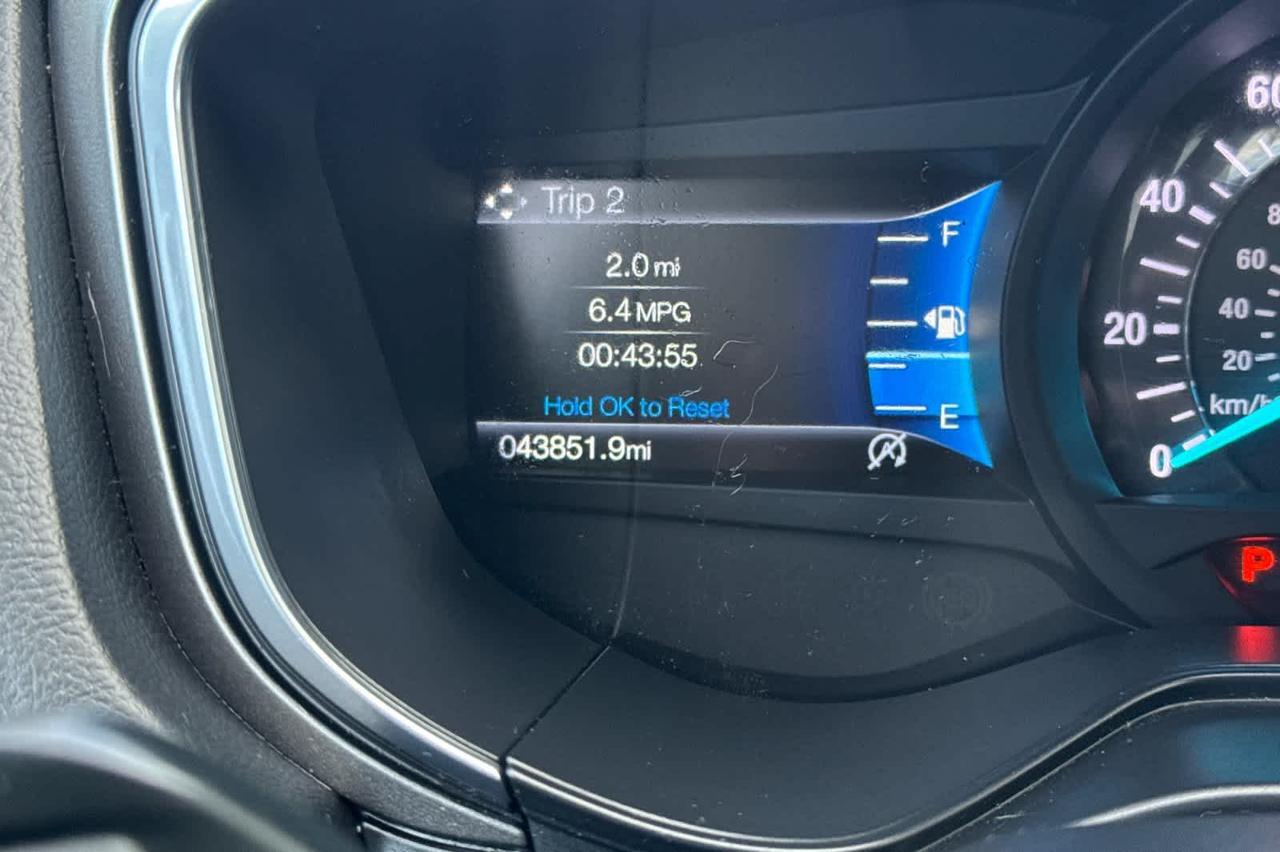 Trip 2
2.0 mi
6.4 MPG
00:43:55
Hold OK to Reset
043851.9mi
F
E
60
40
20
0
60
40
20
km/h
P